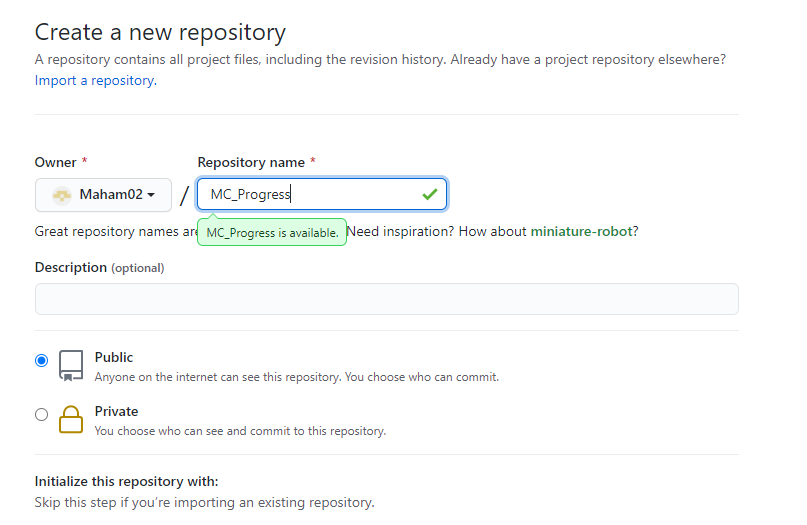 Create a new repository
A repository contains all project files, including the revision history. Already have a project repository elsewhere?
Import a repository.
Owner *
Repository name *
Maham02
/
MC_Progress
Great repository names are
MC_Progress is available.
Need inspiration? How about miniature-robot?
Description (optional)
Public
Anyone on the internet can see this repository. You choose who can commit.
Private
You choose who can see and commit to this repository.
Initialize this repository with:
Skip this step if you're importing an existing repository.